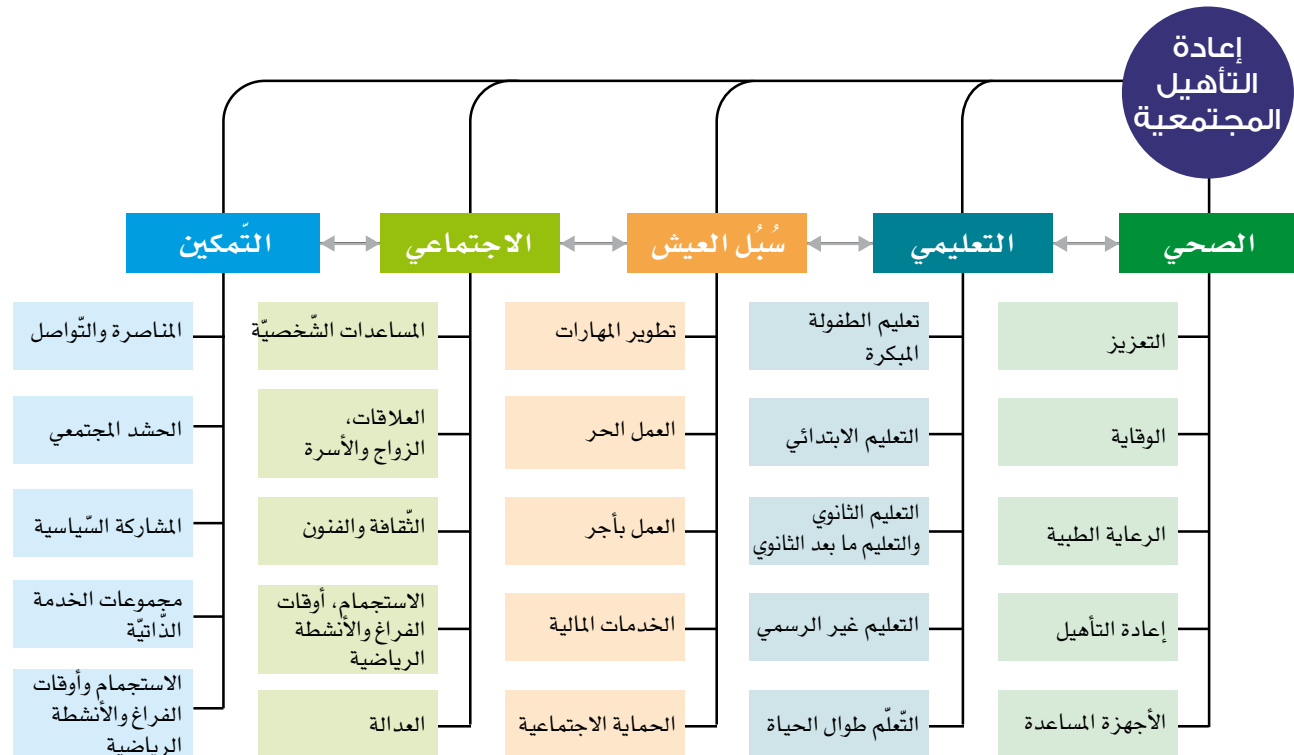 إعادة
التأهيل
المجتمعية
الصحي
التعليمي
سُبُل العيش
الاجتماعي
التّمكين
التعزيز
الوقاية
الرعاية الطبية
إعادة التأهيل
الأجهزة المساعدة
تعليم الطفولة
المبكرة
التعليم الابتدائي
التعليم الثانوي
والتعليم ما بعد الثانوي
التعليم غير الرسمي
التّعلّم طوال الحياة
تطوير المهارات
العمل الحر
العمل بأجر
الخدمات المالية
الحماية الاجتماعية
المساعدات الشّخصيّة
العلاقات،
الزواج والأسرة
الثّقافة والفنون
الاستجمام، أوقات
الفراغ والأنشطة
الرياضية
العدالة
المناصرة والتّواصل
الحشد المجتمعي
المشاركة السّياسية
مجموعات الخدمة
الذّاتيّة
الاستجمام وأوقات
الفراغ والأنشطة
الرياضية